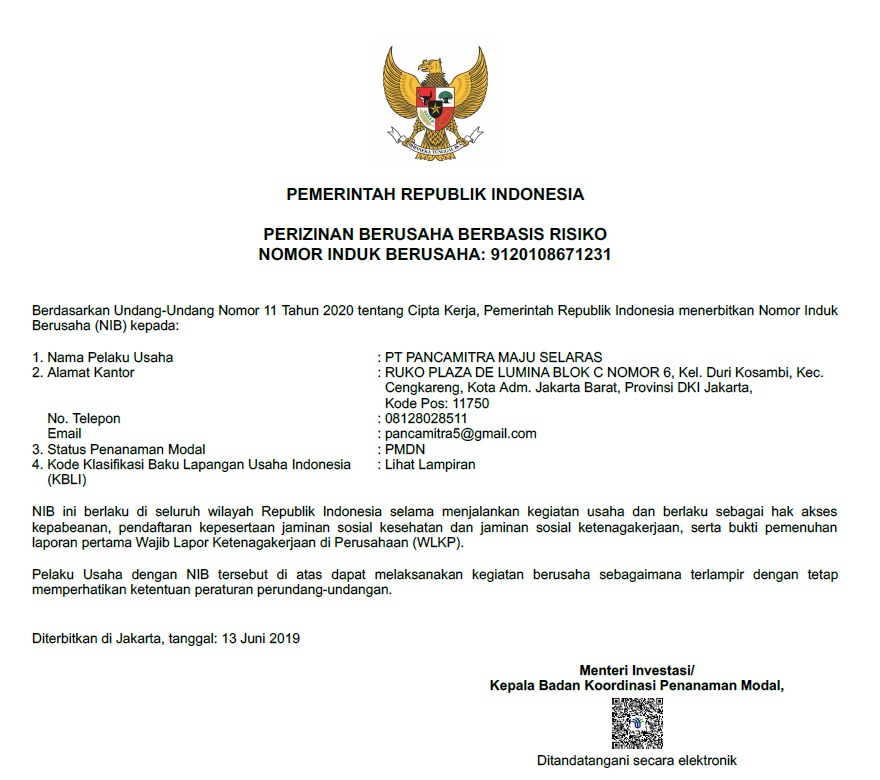 PEMERINTAH REPUBLIK INDONESIA
PERIZINAN BERUSAHA BERBASIS RISIKO
NOMOR INDUK BERUSAHA: 9120108671231
Berdasarkan Undang-Undang Nomor 11 Tahun 2020 tentang Cipta Kerja, Pemerintah Republik Indonesia menerbitkan Nomor Induk
Berusaha (NIB) kepada:
1. Nama Pelaku Usaha : PT PANCAMITRA MAJU SELARAS
2. Alamat Kantor : RUKO PLAZA DE LUMINA BLOK C NOMOR 6, Kel. Duri Kosambi, Kec.
Cengkareng, Kota Adm. Jakarta Barat, Provinsi DKI Jakarta,
Kode Pos: 11750
No. Telepon : 08128028511
Email : pancamitra5@gmail.com
3. Status Penanaman Modal : PMDN
4. Kode Klasifikasi Baku Lapangan Usaha Indonesia : Lihat Lampiran
(KBLI)
NIB ini berlaku di seluruh wilayah Republik Indonesia selama menjalankan kegiatan usaha dan berlaku sebagai hak akses
kepabeanan, pendaftaran kepesertaan jaminan sosial kesehatan dan jaminan sosial ketenagakerjaan, serta bukti pemenuhan
laporan pertama Wajib Lapor Ketenagakerjaan di Perusahaan (WLKP).
Pelaku Usaha dengan NIB tersebut di atas dapat melaksanakan kegiatan berusaha sebagaimana terlampir dengan tetap
memperhatikan ketentuan peraturan perundang-undangan.
Diterbitkan di Jakarta, tanggal: 13 Juni 2019
Menteri Investasi/
Kepala Badan Koordinasi Penanaman Modal,
Ditandatangani secara elektronik